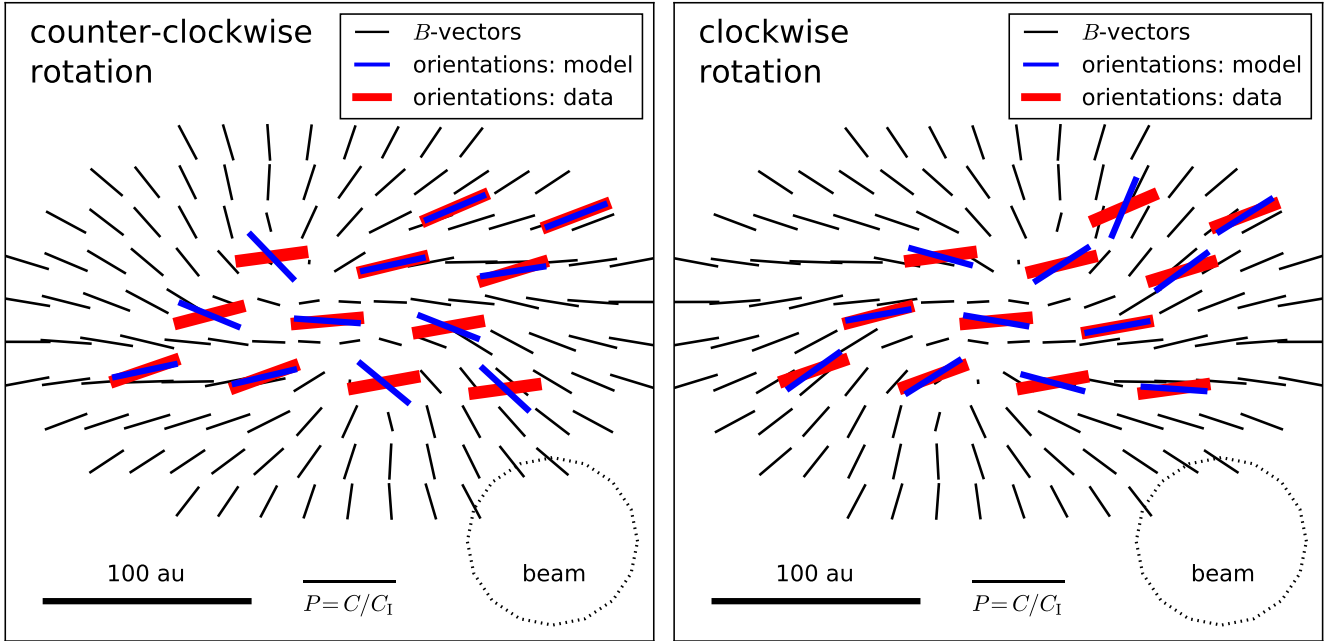 counter-clockwise
rotation
B-vectors
orientations: model
orientations: data
100 au
P = C/C_I
beam
clockwise
rotation
B-vectors
orientations: model
orientations: data
100 au
P = C/C_I
beam